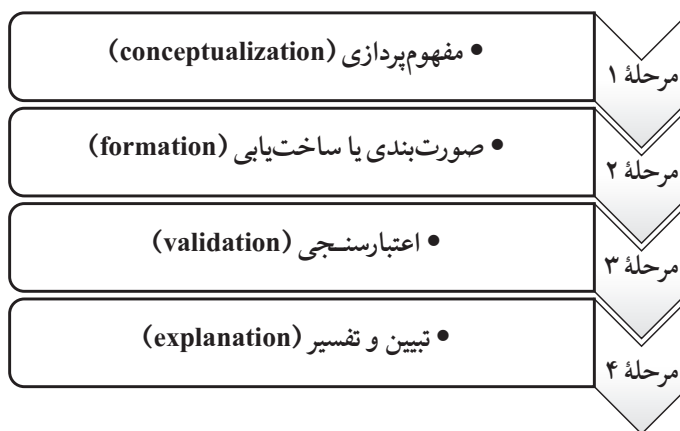 مرحلهٔ ۱
• مفهوم‌پردازی (conceptualization)
مرحلهٔ ۲
• صورت‌بندی یا ساخت‌یابی (formation)
مرحلهٔ ۳
• اعتبارسنـجی (validation)
مرحلهٔ ۴
• تبیین و تفسیر (explanation)